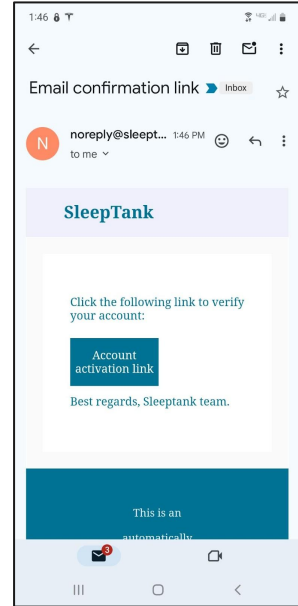 1:46
Email confirmation link Inbox
N
noreply@sleept... 1:46 PM
to me
SleepTank
Click the following link to verify
your account:
Account
activation link
Best regards, Sleeptank team.
This is an
automatically
3